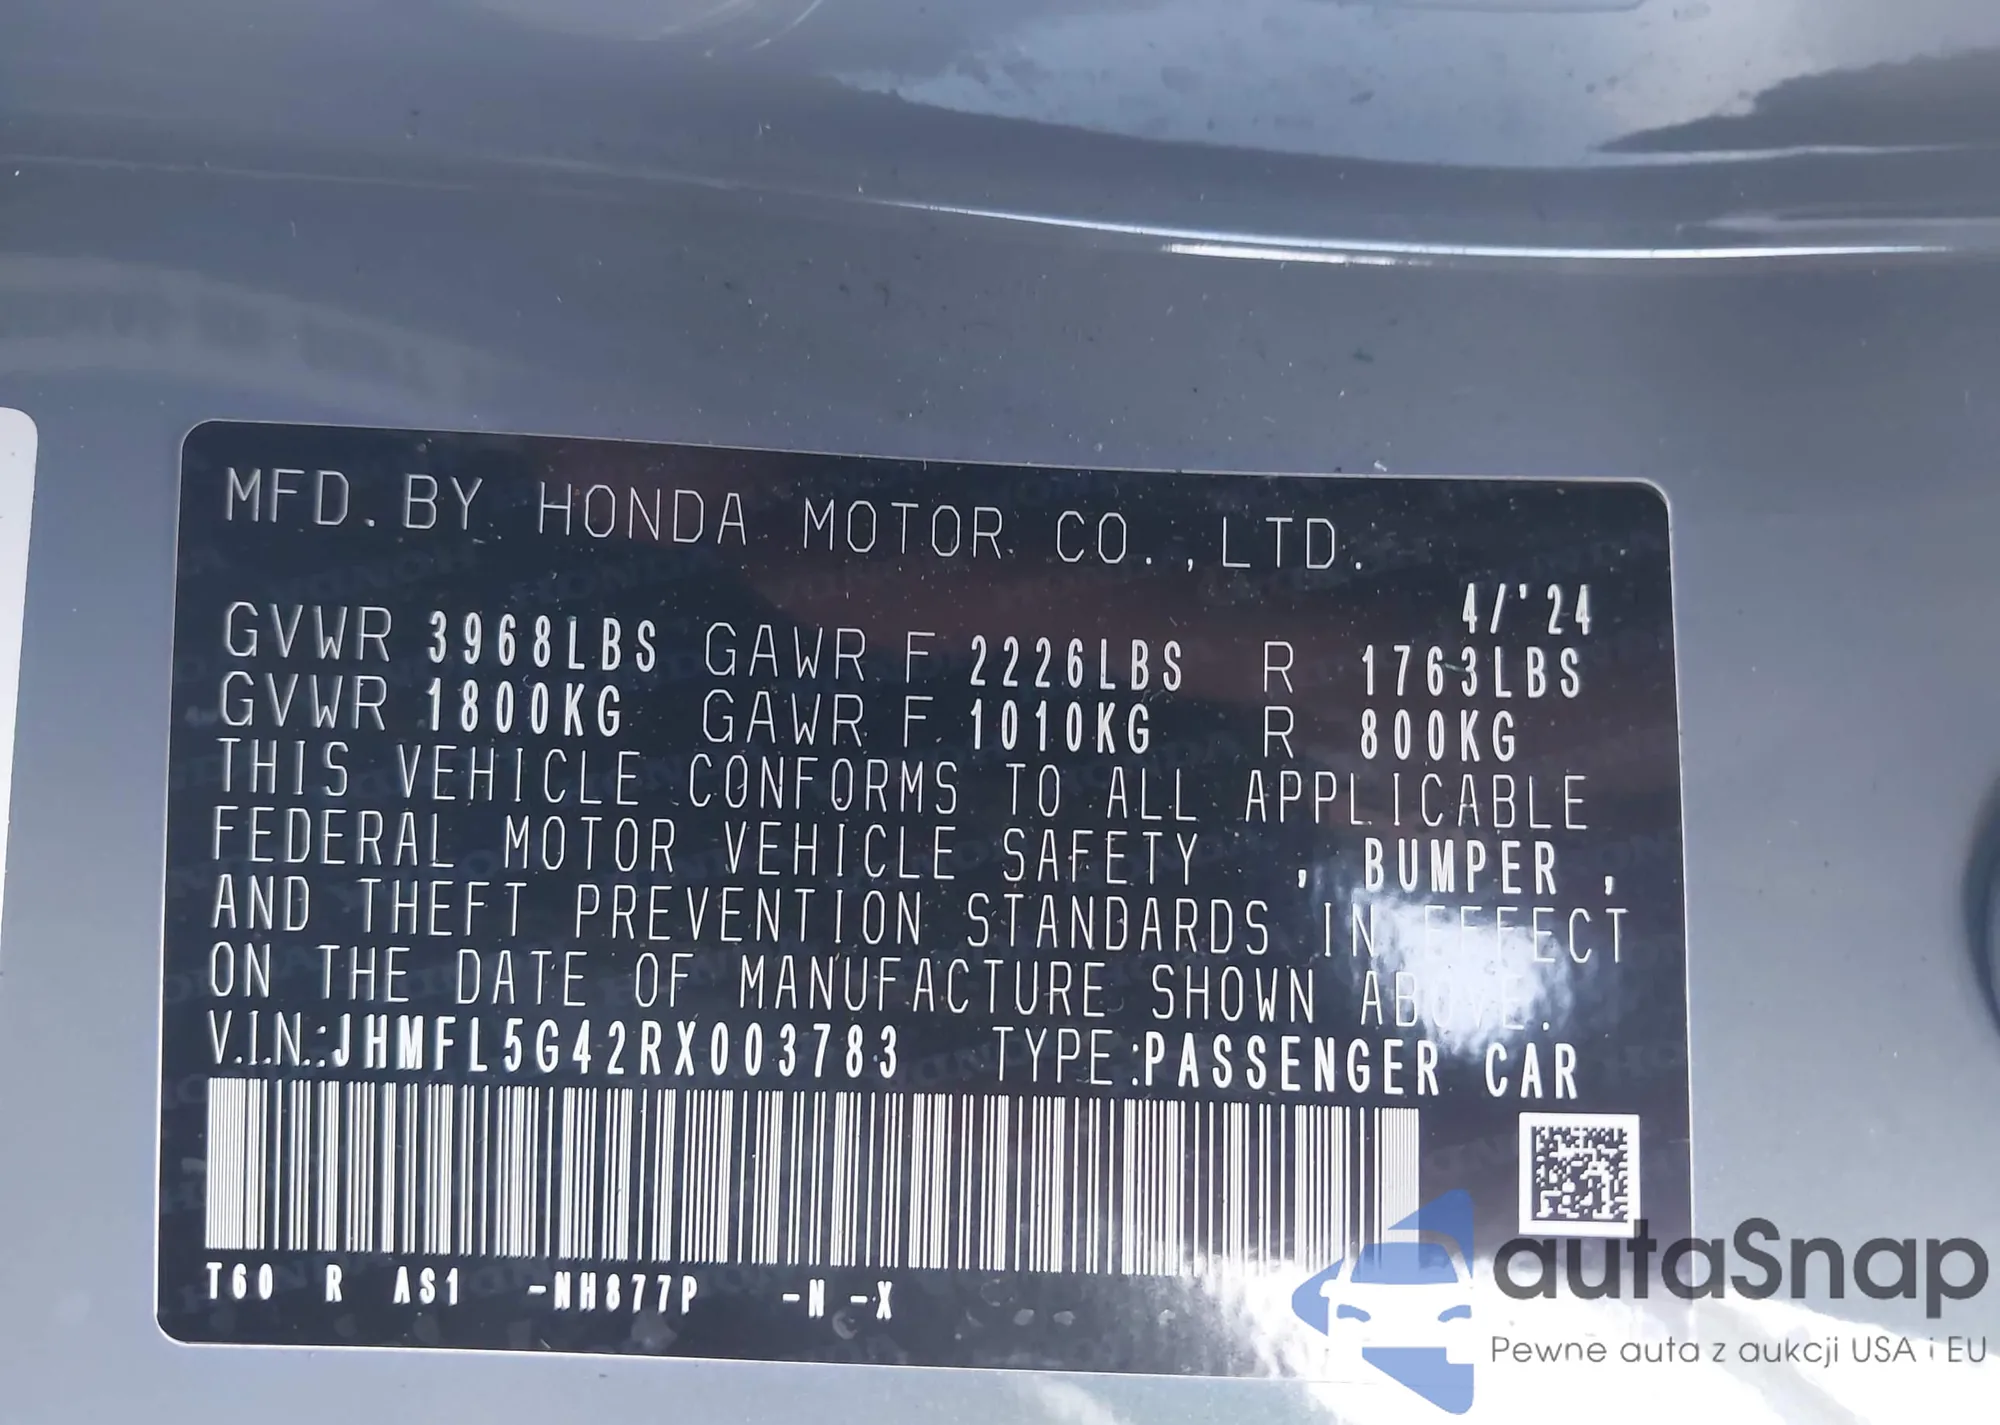 MFD. BY HONDA MOTOR CO., LTD.
4/'24
GVWR 3968LBS GAWR F 2226LBS R 1763LBS
GVWR 1800KG GAWR F 1010KG R 800KG
THIS VEHICLE CONFORMS TO ALL APPLICABLE
FEDERAL MOTOR VEHICLE SAFETY , BUMPER ,
AND THEFT PREVENTION STANDARDS IN EFFECT
ON THE DATE OF MANUFACTURE SHOWN ABOVE.
V.I.N.:JHMFL5G42RX003783 TYPE:PASSENGER CAR
T60 R AS1 -NH877P -N -X
autaSnap
Pewne auta z aukcji USA i EU